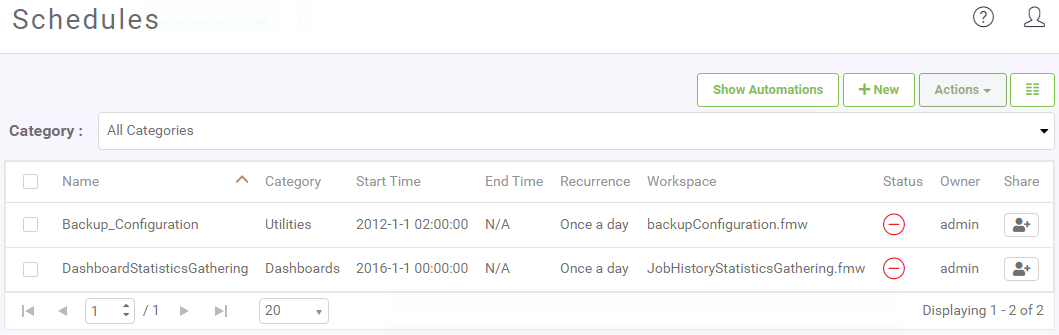 Schedules
Show Automations + New Actions
Category : All Categories
Name Category Start Time End Time Recurrence Workspace Status Owner Share
Backup_Configuration Utilities 2012-1-1 02:00:00 N/A Once a day backupConfiguration.fmw admin
DashboardStatisticsGathering Dashboards 2016-1-1 00:00:00 N/A Once a day JobHistoryStatisticsGathering.fmw admin
1 / 1 20 Displaying 1 - 2 of 2